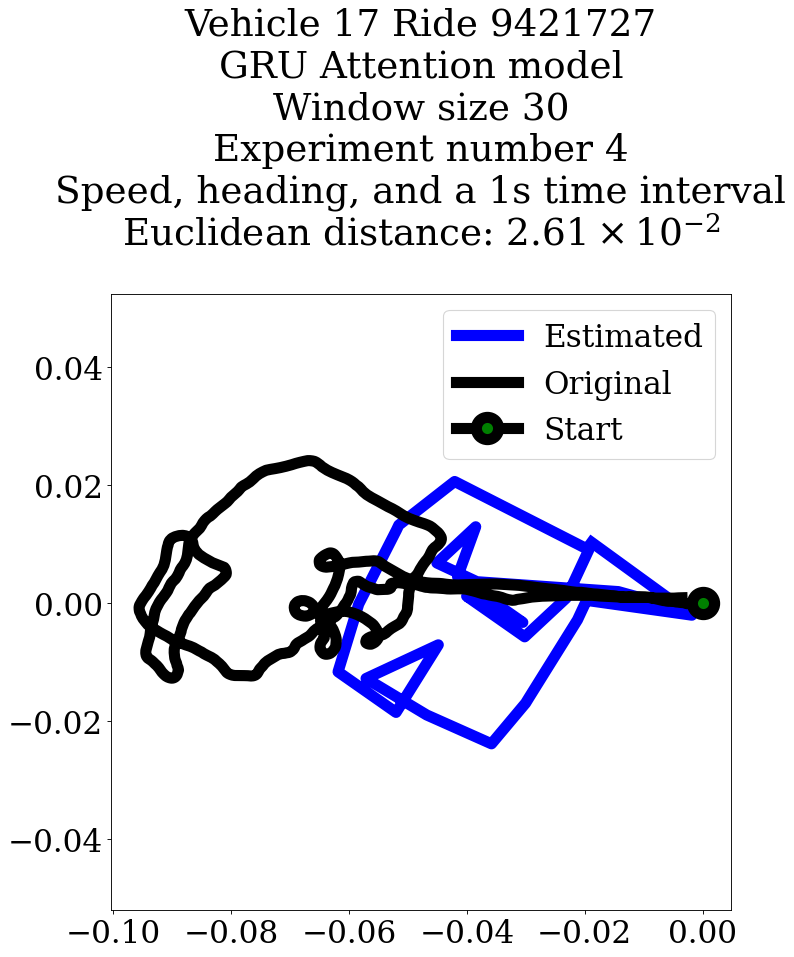 Vehicle 17 Ride 9421727
GRU Attention model
Window size 30
Experiment number 4
Speed, heading, and a 1s time interval
Euclidean distance: 2.61 × 10⁻²
Estimated
Original
Start
0.04
0.02
0.00
−0.02
−0.04
−0.10 −0.08 −0.06 −0.04 −0.02 0.00